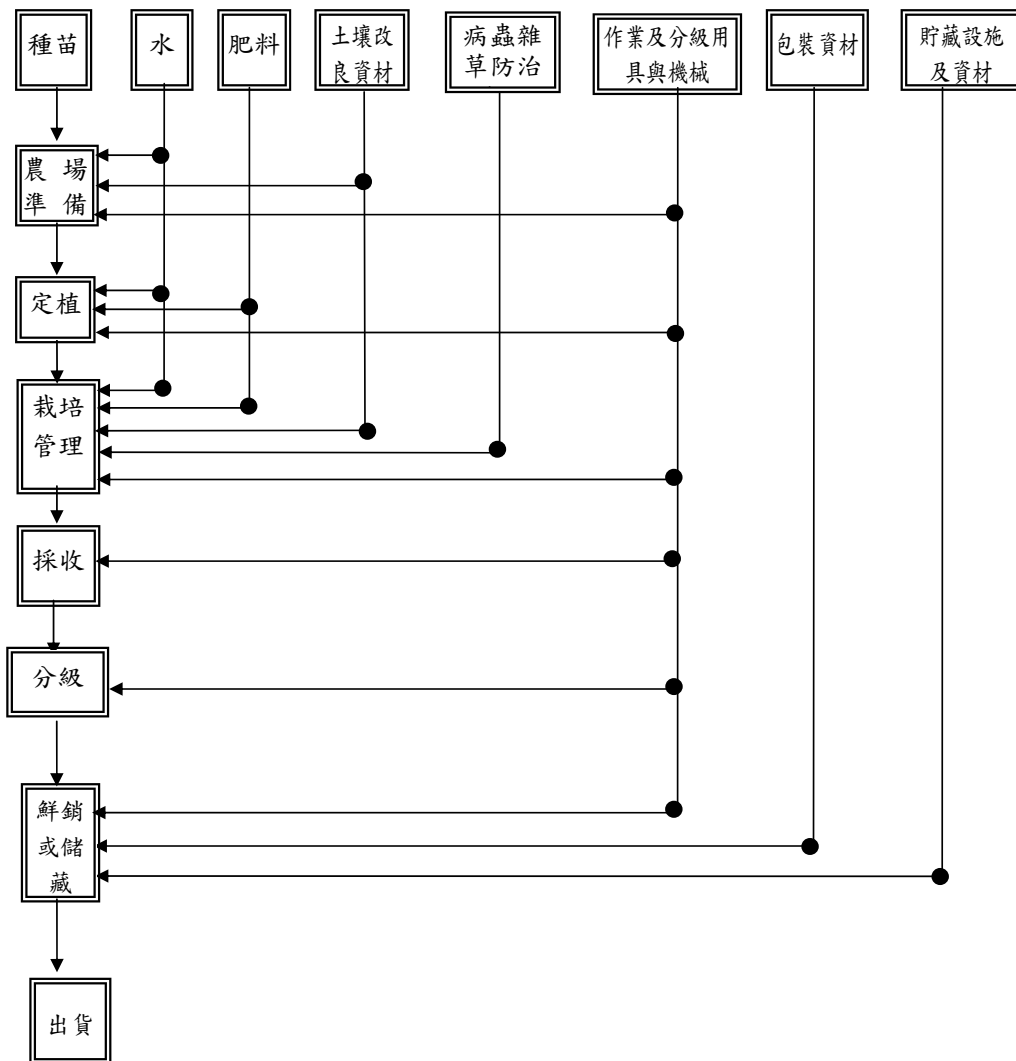 種苗
水
肥料
土壤改
良資材
病蟲雜
草防治
作業及分級用
具與機械
包裝資材
貯藏設施
及資材
農場
準備
定植
栽培
管理
採收
分級
鮮銷
或儲
藏
出貨